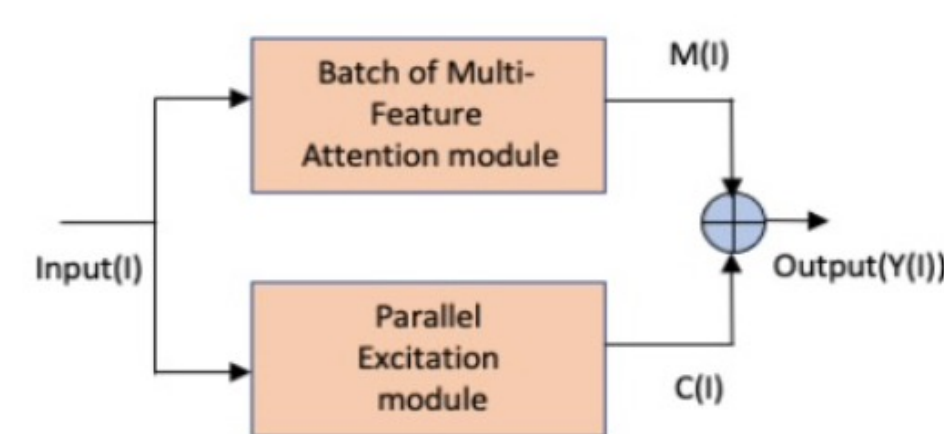 Batch of Multi-
Feature
Attention module
M(I)
Input(I)
Output(Y(I))
Parallel
Excitation
module
C(I)